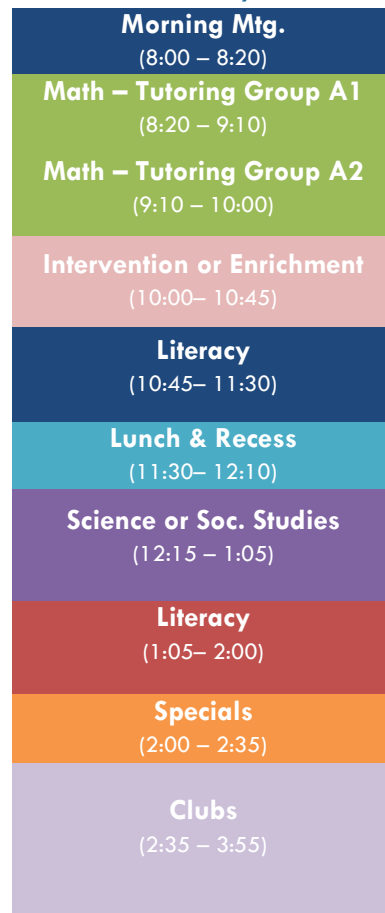 Morning Mtg.
(8:00 – 8:20)
Math – Tutoring Group A1
(8:20 – 9:10)
Math – Tutoring Group A2
(9:10 – 10:00)
Intervention or Enrichment
(10:00– 10:45)
Literacy
(10:45– 11:30)
Lunch & Recess
(11:30– 12:10)
Science or Soc. Studies
(12:15 – 1:05)
Literacy
(1:05– 2:00)
Specials
(2:00 – 2:35)
Clubs
(2:35 – 3:55)